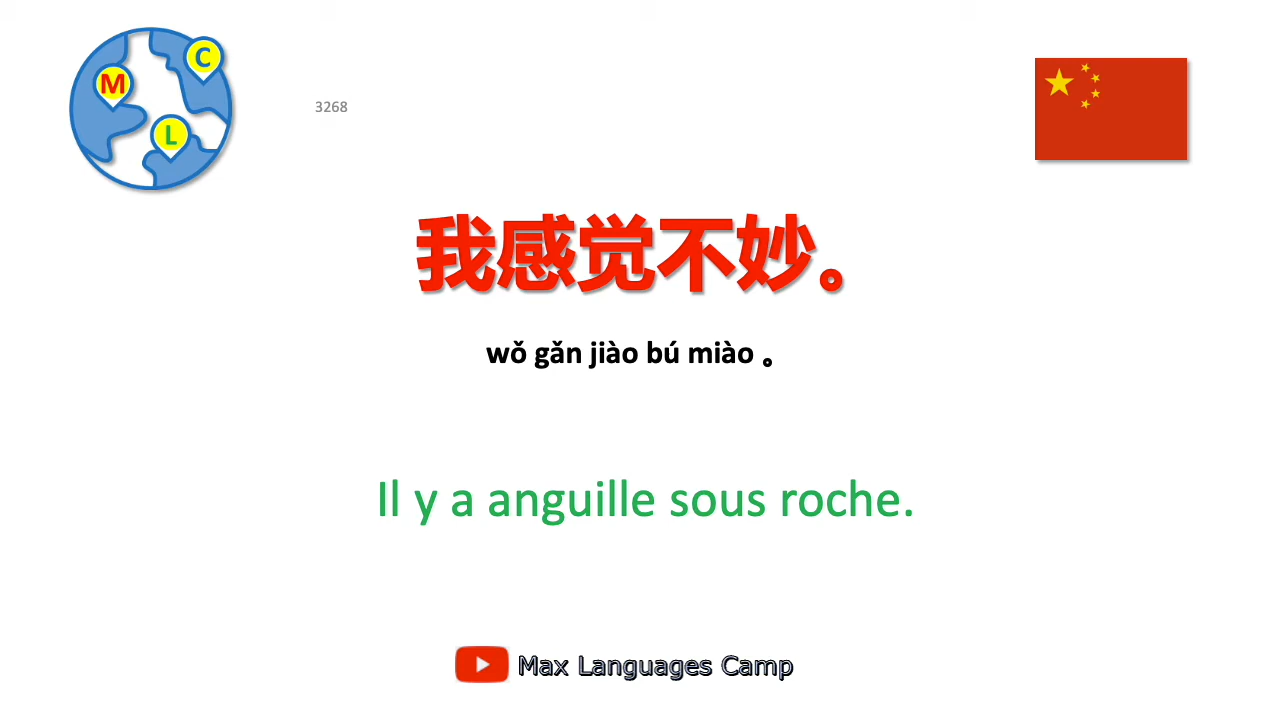 C
M
L
3268
我感觉不妙。
wǒ gǎn jiào bú miào 。
Il y a anguille sous roche.
Max Languages Camp